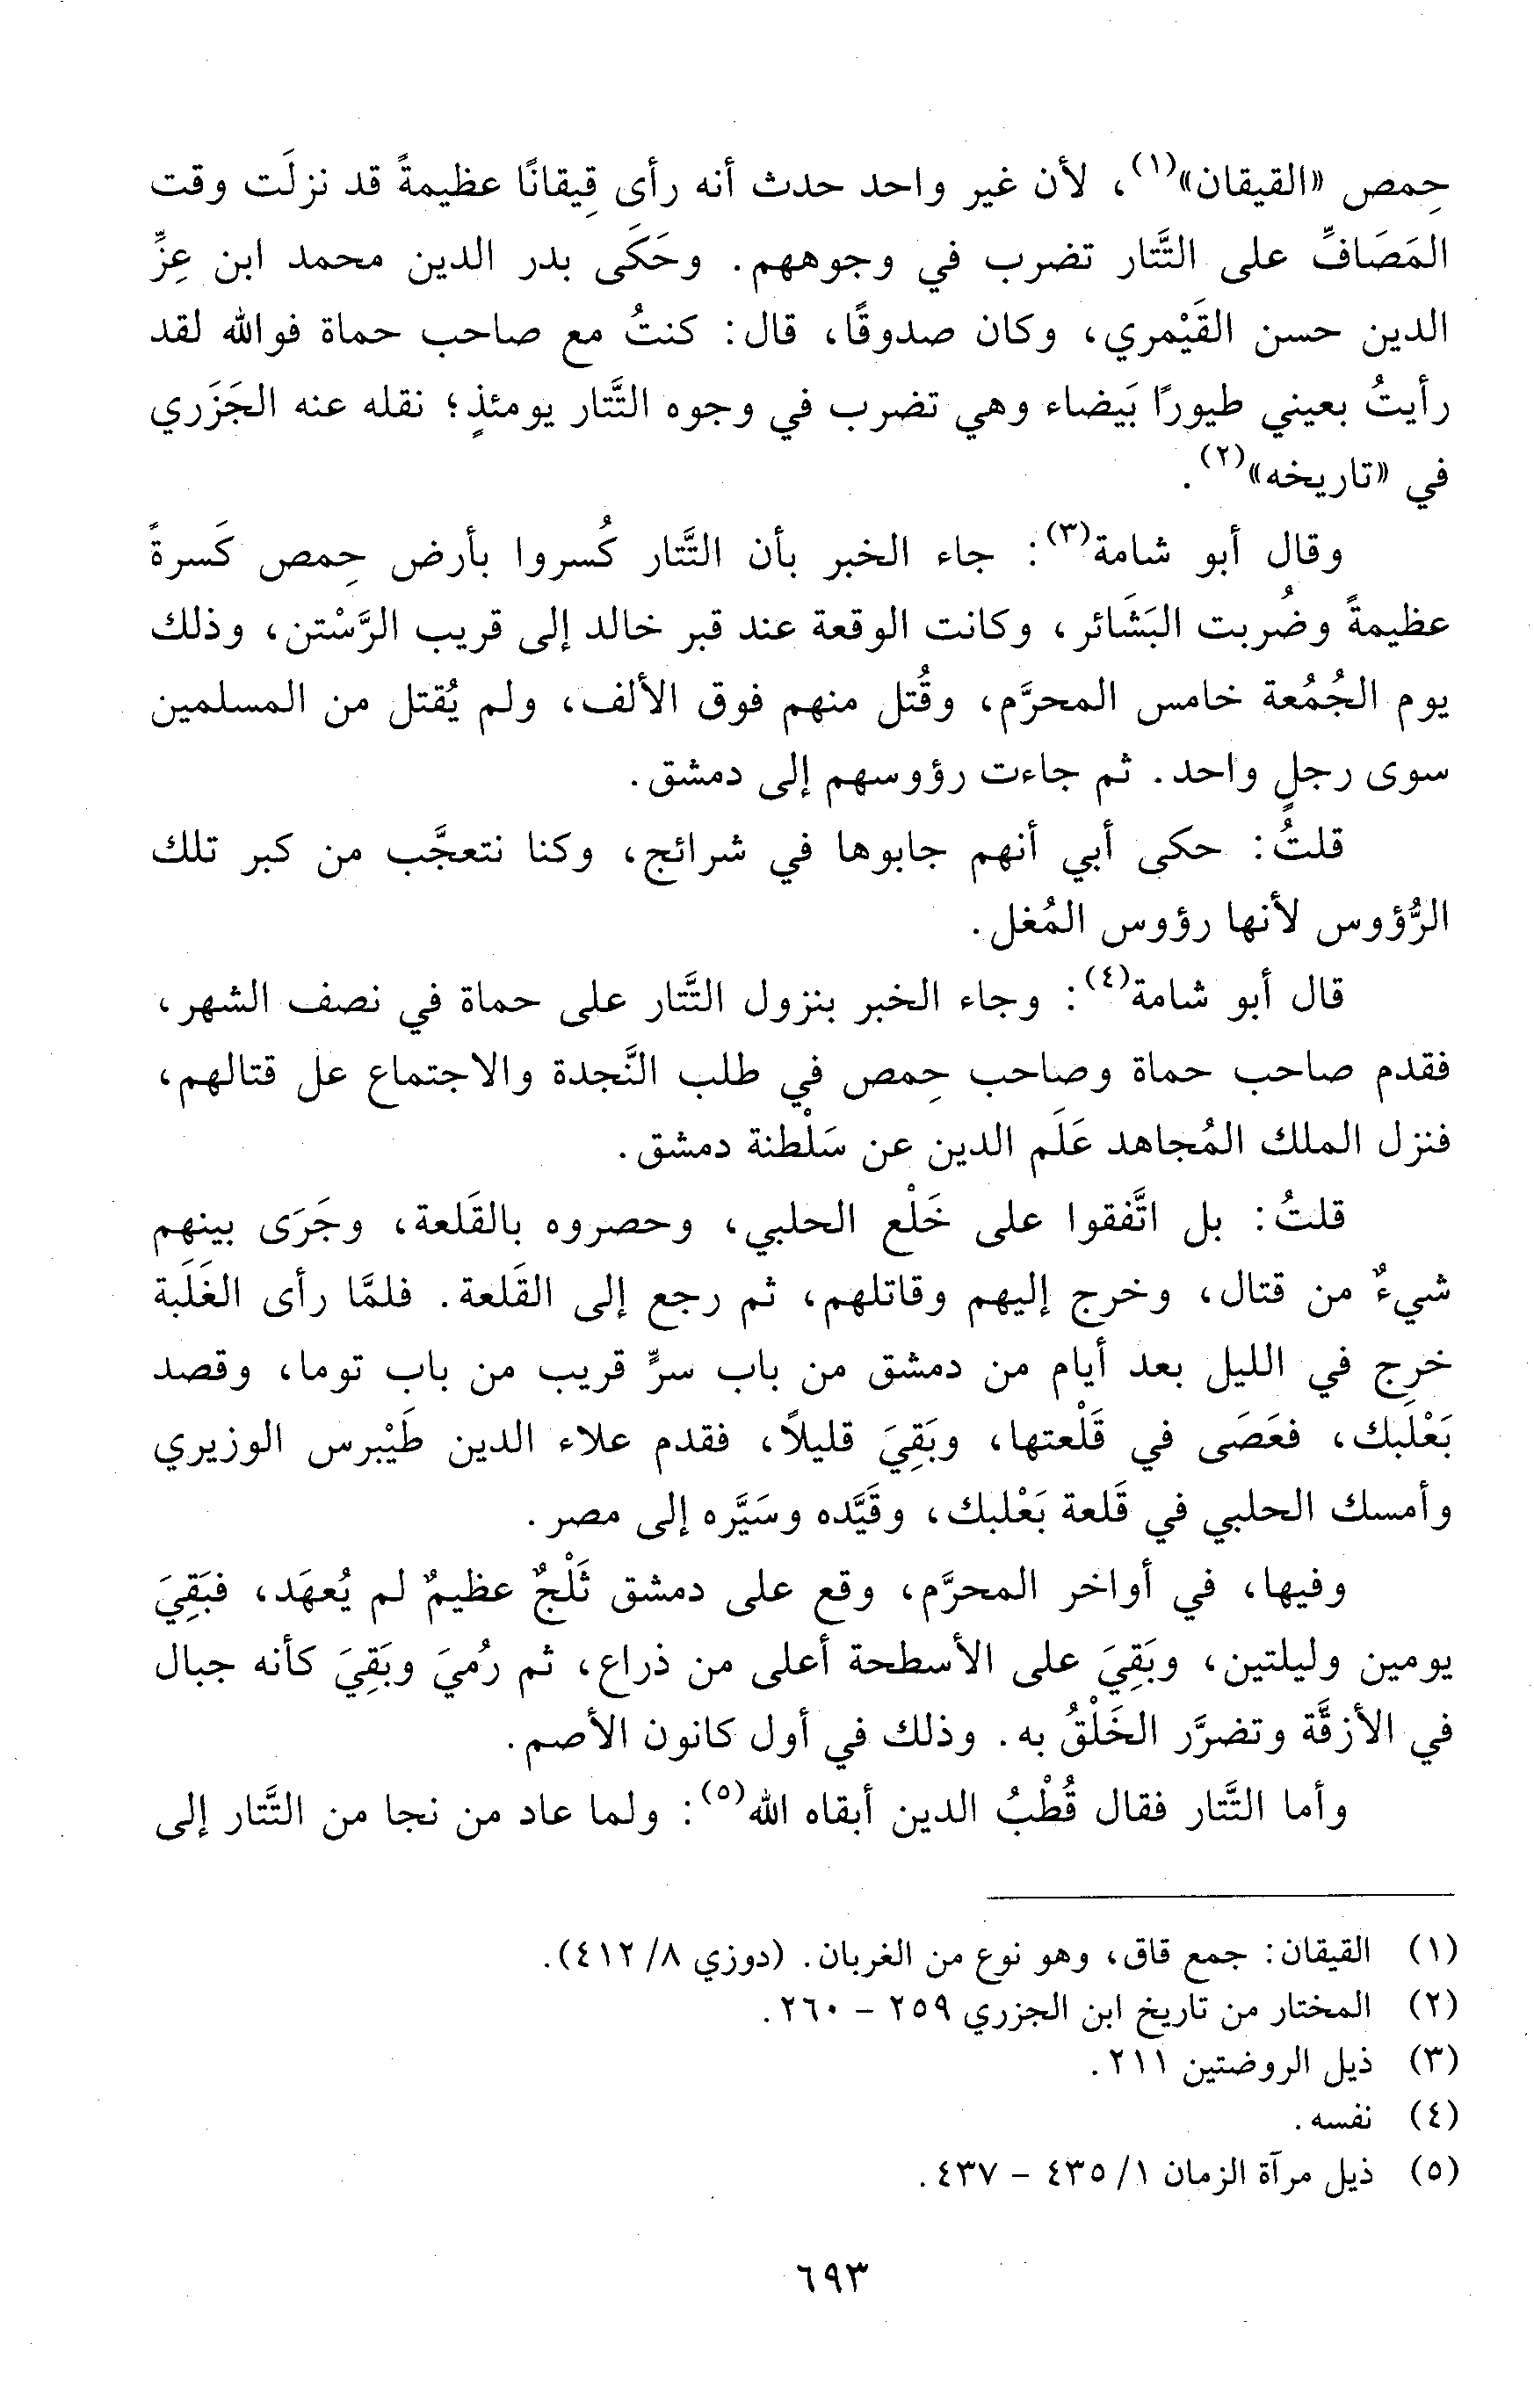 حِمص «القيقان»(١)، لأن غير واحد حدث أنه رأى قِيقانًا عظيمةً قد نزلَت وقت
المَصَافِّ على التَّتار تضرب في وجوههم. وحَكَى بدر الدين محمد ابن عِزِّ
الدين حسن القَيْمري، وكان صدوقًا، قال: كنتُ مع صاحب حماة فوالله لقد
رأيتُ بعيني طيورًا بَيضاء وهي تضرب في وجوه التَّتار يومئذٍ؛ نقله عنه الجَزَري
في «تاريخه»(٢).
وقال أبو شامة(٣): جاء الخبر بأن التَّتار كُسروا بأرض حِمص كَسرةً
عظيمةً وضُربت البَشَائر، وكانت الوقعة عند قبر خالد إلى قريب الرَّسْتن، وذلك
يوم الجُمُعة خامس المحرَّم، وقُتل منهم فوق الألف، ولم يُقتل من المسلمين
سوى رجلٍ واحد. ثم جاءت رؤوسهم إلى دمشق.
قلتُ: حكى أبي أنهم جابوها في شرائج، وكنا نتعجَّب من كبر تلك
الرُّؤوس لأنها رؤوس المُغل.
قال أبو شامة(٤): وجاء الخبر بنزول التَّتار على حماة في نصف الشهر،
فقدم صاحب حماة وصاحب حِمص في طلب النَّجدة والاجتماع عل قتالهم،
فنزل الملك المُجاهد عَلَم الدين عن سَلْطنة دمشق.
قلتُ: بل اتَّفقوا على خَلْع الحلبي، وحصروه بالقَلعة، وجَرَى بينهم
شيءٌ من قتال، وخرج إليهم وقاتلهم، ثم رجع إلى القَلعة. فلمَّا رأى الغَلَبة
خرج في الليل بعد أيام من دمشق من باب سرٍّ قريب من باب توما، وقصد
بَعْلَبك، فعَصَى في قَلْعتها، وبَقِيَ قليلاً، فقدم علاء الدين طَيْبرس الوزيري
وأمسك الحلبي في قَلعة بَعْلبك، وقَيَّده وسَيَّره إلى مصر.
وفيها، في أواخر المحرَّم، وقع على دمشق ثَلْجٌ عظيمٌ لم يُعهَد، فبَقِيَ
يومين وليلتين، وبَقِيَ على الأسطحة أعلى من ذراع، ثم رُميَ وبَقِيَ كأنه جبال
في الأزقَّة وتضرَّر الخَلْقُ به. وذلك في أول كانون الأصم.
وأما التَّتار فقال قُطْبُ الدين أبقاه الله(٥): ولما عاد من نجا من التَّتار إلى
(١) القيقان: جمع قاق، وهو نوع من الغربان. (دوزي ٨/ ٤١٢).
(٢) المختار من تاريخ ابن الجزري ٢٥٩ - ٢٦٠.
(٣) ذيل الروضتين ٢١١.
(٤) نفسه.
(٥) ذيل مرآة الزمان ١/ ٤٣٥ - ٤٣٧.
٦٩٣